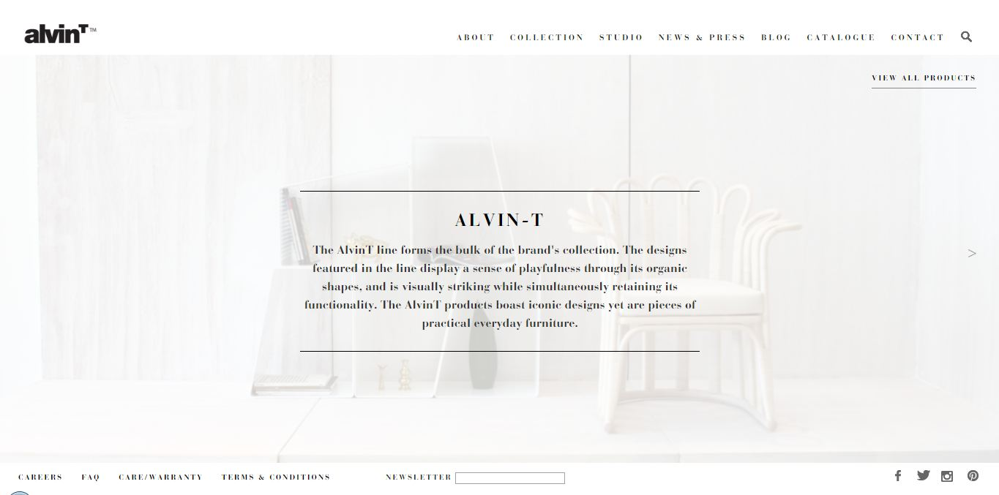 alvinT™
ABOUT COLLECTION STUDIO NEWS & PRESS BLOG CATALOGUE CONTACT
VIEW ALL PRODUCTS
ALVIN-T
The AlvinT line forms the bulk of the brand's collection. The designs
featured in the line display a sense of playfulness through its organic
shapes, and is visually striking while simultaneously retaining its
functionality. The AlvinT products boast iconic designs yet are pieces of
practical everyday furniture.
>
CAREERS FAQ CARE/WARRANTY TERMS & CONDITIONS NEWSLETTER